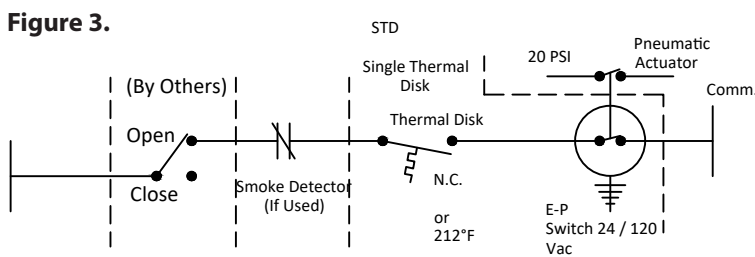 Figure 3.
STD
(By Others)
Single Thermal
Disk
20 PSI
Pneumatic
Actuator
Comm.
Open
Close
Smoke Detector
(If Used)
Thermal Disk
N.C.
or
212°F
E-P
Switch 24 / 120
Vac